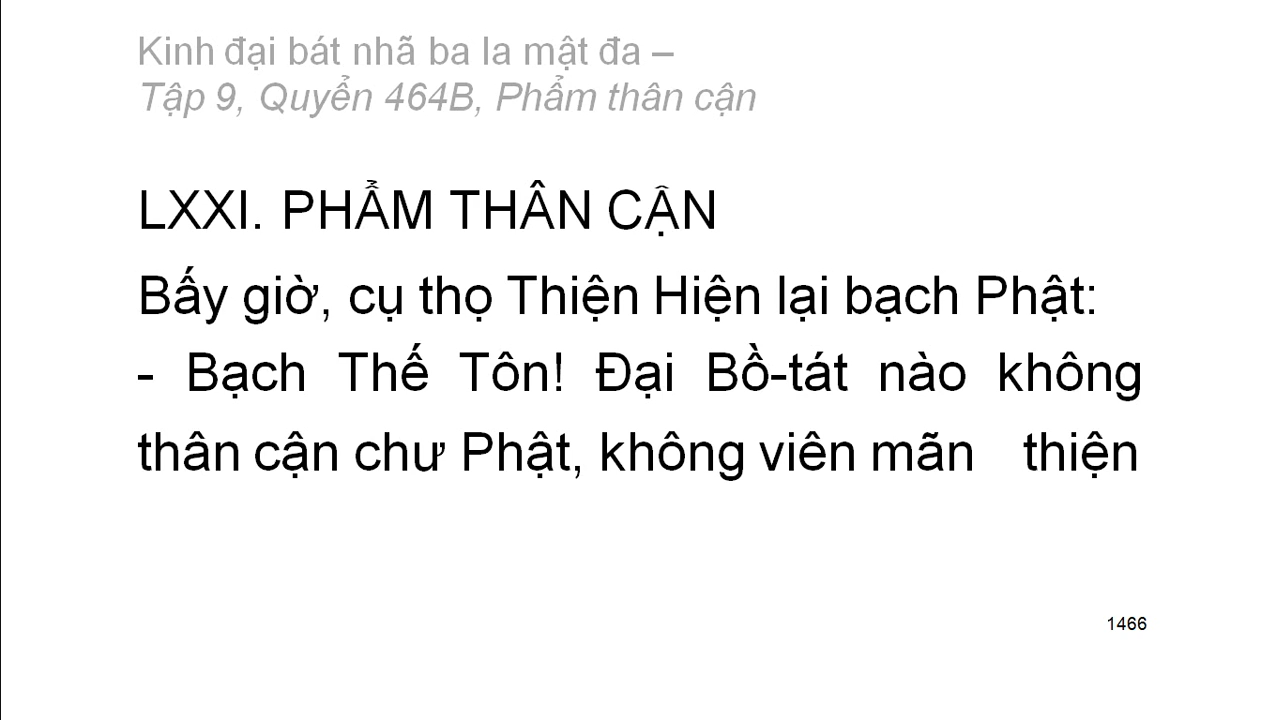 Kinh đại bát nhã ba la mật đa –
Tập 9, Quyển 464B, Phẩm thân cận
LXXI. PHẨM THÂN CẬN
Bấy giờ, cụ thọ Thiện Hiện lại bạch Phật:
- Bạch Thế Tôn! Đại Bồ-tát nào không
thân cận chư Phật, không viên mãn thiện
1466